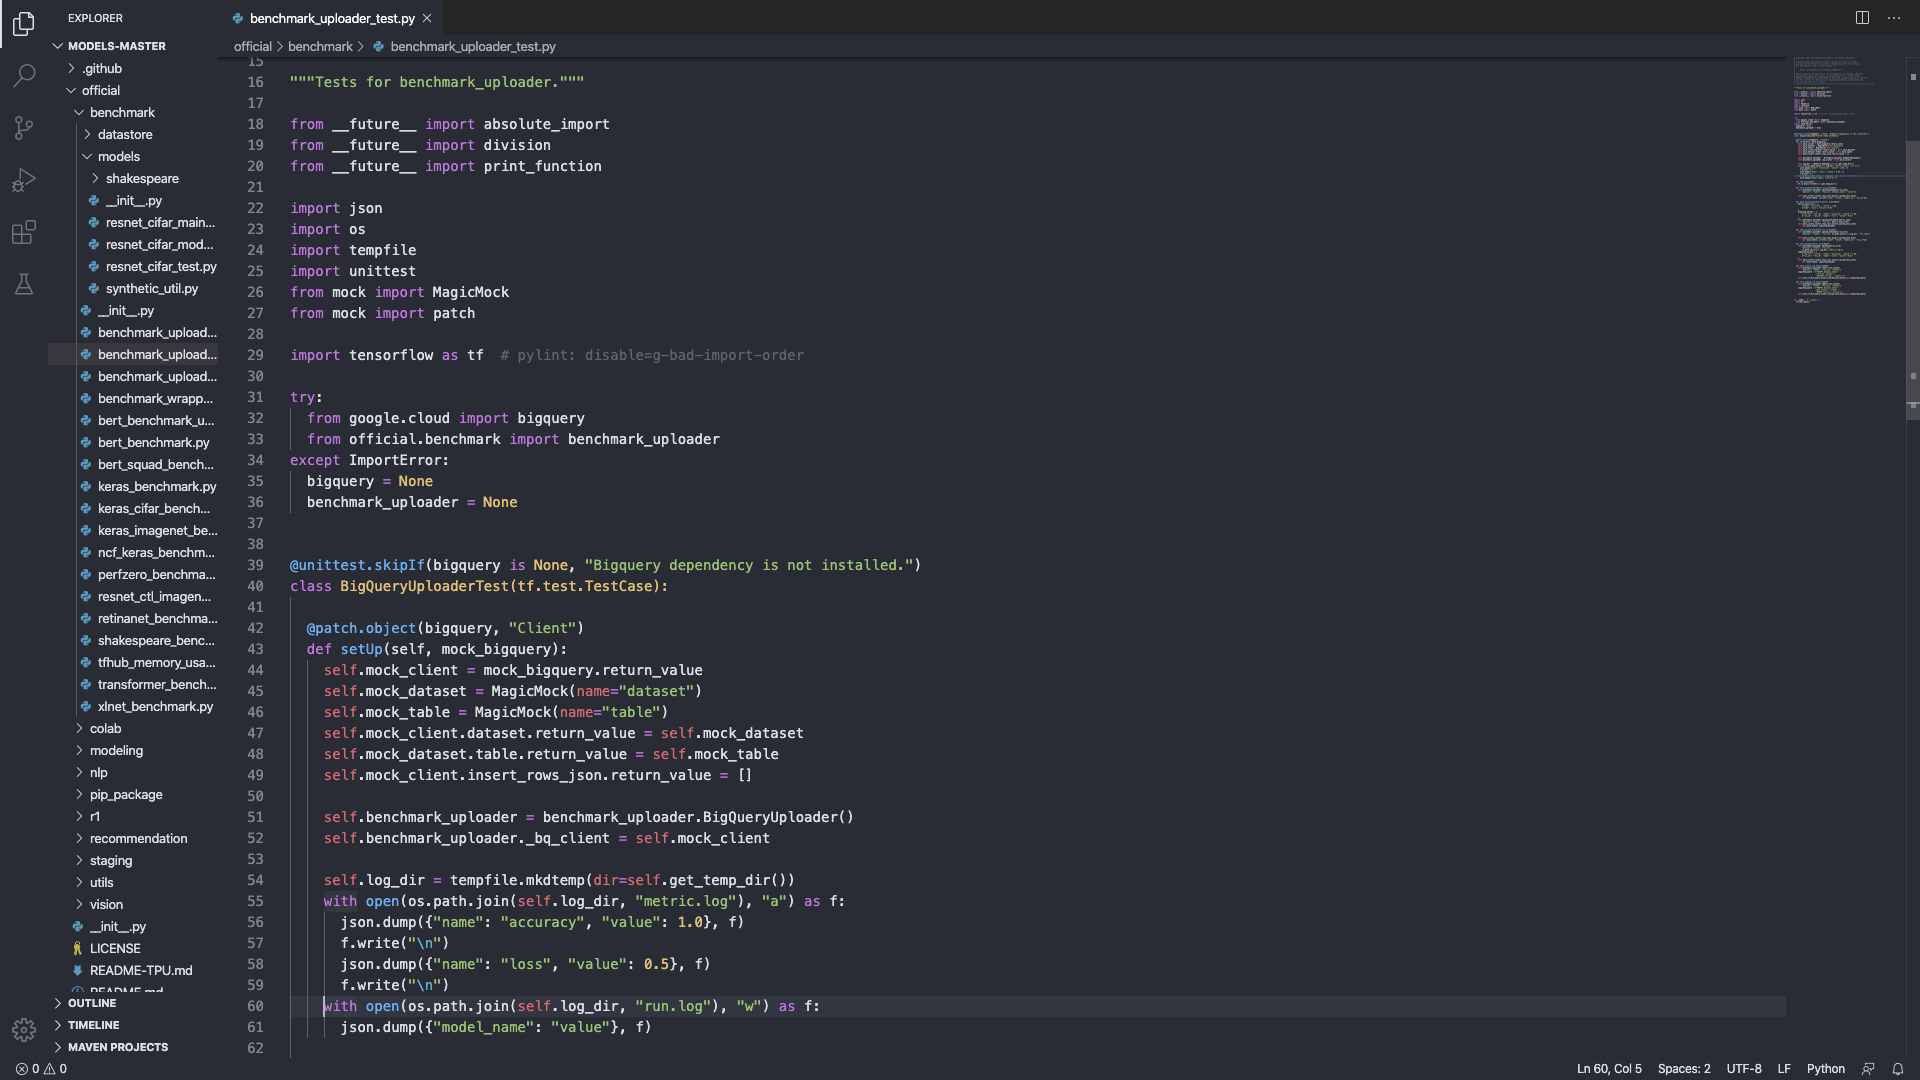 EXPLORER
MODELS-MASTER
.github
official
benchmark
datastore
models
shakespeare
__init__.py
resnet_cifar_main...
resnet_cifar_mod...
resnet_cifar_test.py
synthetic_util.py
__init__.py
benchmark_upload...
benchmark_upload...
benchmark_upload...
benchmark_wrapp...
bert_benchmark_u...
bert_benchmark.py
bert_squad_bench...
keras_benchmark.py
keras_cifar_bench...
keras_imagenet_be...
ncf_keras_benchm...
perfzero_benchma...
resnet_ctl_imagen...
retinanet_benchma...
shakespeare_benc...
tfhub_memory_usa...
transformer_bench...
xlnet_benchmark.py
colab
modeling
nlp
pip_package
r1
recommendation
staging
utils
vision
__init__.py
LICENSE
README-TPU.md
README.md
OUTLINE
TIMELINE
MAVEN PROJECTS
benchmark_uploader_test.py
official > benchmark > benchmark_uploader_test.py
15
16 """Tests for benchmark_uploader."""
17
18 from __future__ import absolute_import
19 from __future__ import division
20 from __future__ import print_function
21
22 import json
23 import os
24 import tempfile
25 import unittest
26 from mock import MagicMock
27 from mock import patch
28
29 import tensorflow as tf  # pylint: disable=g-bad-import-order
30
31 try:
32   from google.cloud import bigquery
33   from official.benchmark import benchmark_uploader
34 except ImportError:
35   bigquery = None
36   benchmark_uploader = None
37
38
39 @unittest.skipIf(bigquery is None, "Bigquery dependency is not installed.")
40 class BigQueryUploaderTest(tf.test.TestCase):
41
42   @patch.object(bigquery, "Client")
43   def setUp(self, mock_bigquery):
44     self.mock_client = mock_bigquery.return_value
45     self.mock_dataset = MagicMock(name="dataset")
46     self.mock_table = MagicMock(name="table")
47     self.mock_client.dataset.return_value = self.mock_dataset
48     self.mock_dataset.table.return_value = self.mock_table
49     self.mock_client.insert_rows_json.return_value = []
50
51     self.benchmark_uploader = benchmark_uploader.BigQueryUploader()
52     self.benchmark_uploader._bq_client = self.mock_client
53
54     self.log_dir = tempfile.mkdtemp(dir=self.get_temp_dir())
55     with open(os.path.join(self.log_dir, "metric.log"), "a") as f:
56       json.dump({"name": "accuracy", "value": 1.0}, f)
57       f.write("\n")
58       json.dump({"name": "loss", "value": 0.5}, f)
59       f.write("\n")
60     with open(os.path.join(self.log_dir, "run.log"), "w") as f:
61       json.dump({"model_name": "value"}, f)
62
0 0
Ln 60, Col 5 Spaces: 2 UTF-8 LF Python